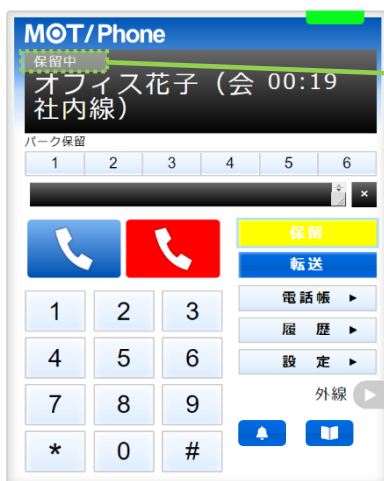 MOT/Phone
保留中
オフィス花子（会 00:19
社内線）
パーク保留
1 2 3 4 5 6
×
保留
転送
電話帳 ►
1 2 3
履 歴 ►
4 5 6
設 定 ►
外線
7 8 9
* 0 #